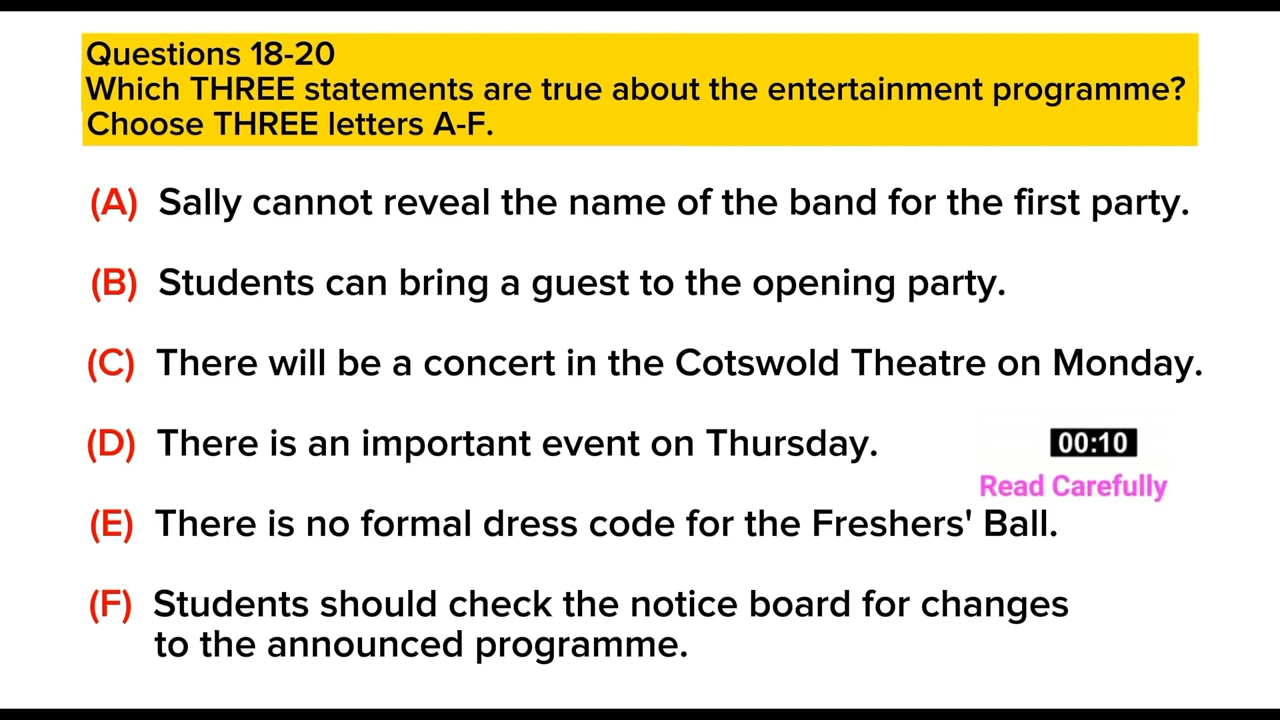 Questions 18-20
Which THREE statements are true about the entertainment programme?
Choose THREE letters A-F.
(A) Sally cannot reveal the name of the band for the first party.
(B) Students can bring a guest to the opening party.
(C) There will be a concert in the Cotswold Theatre on Monday.
(D) There is an important event on Thursday.
00:10
Read Carefully
(E) There is no formal dress code for the Freshers' Ball.
(F) Students should check the notice board for changes
to the announced programme.